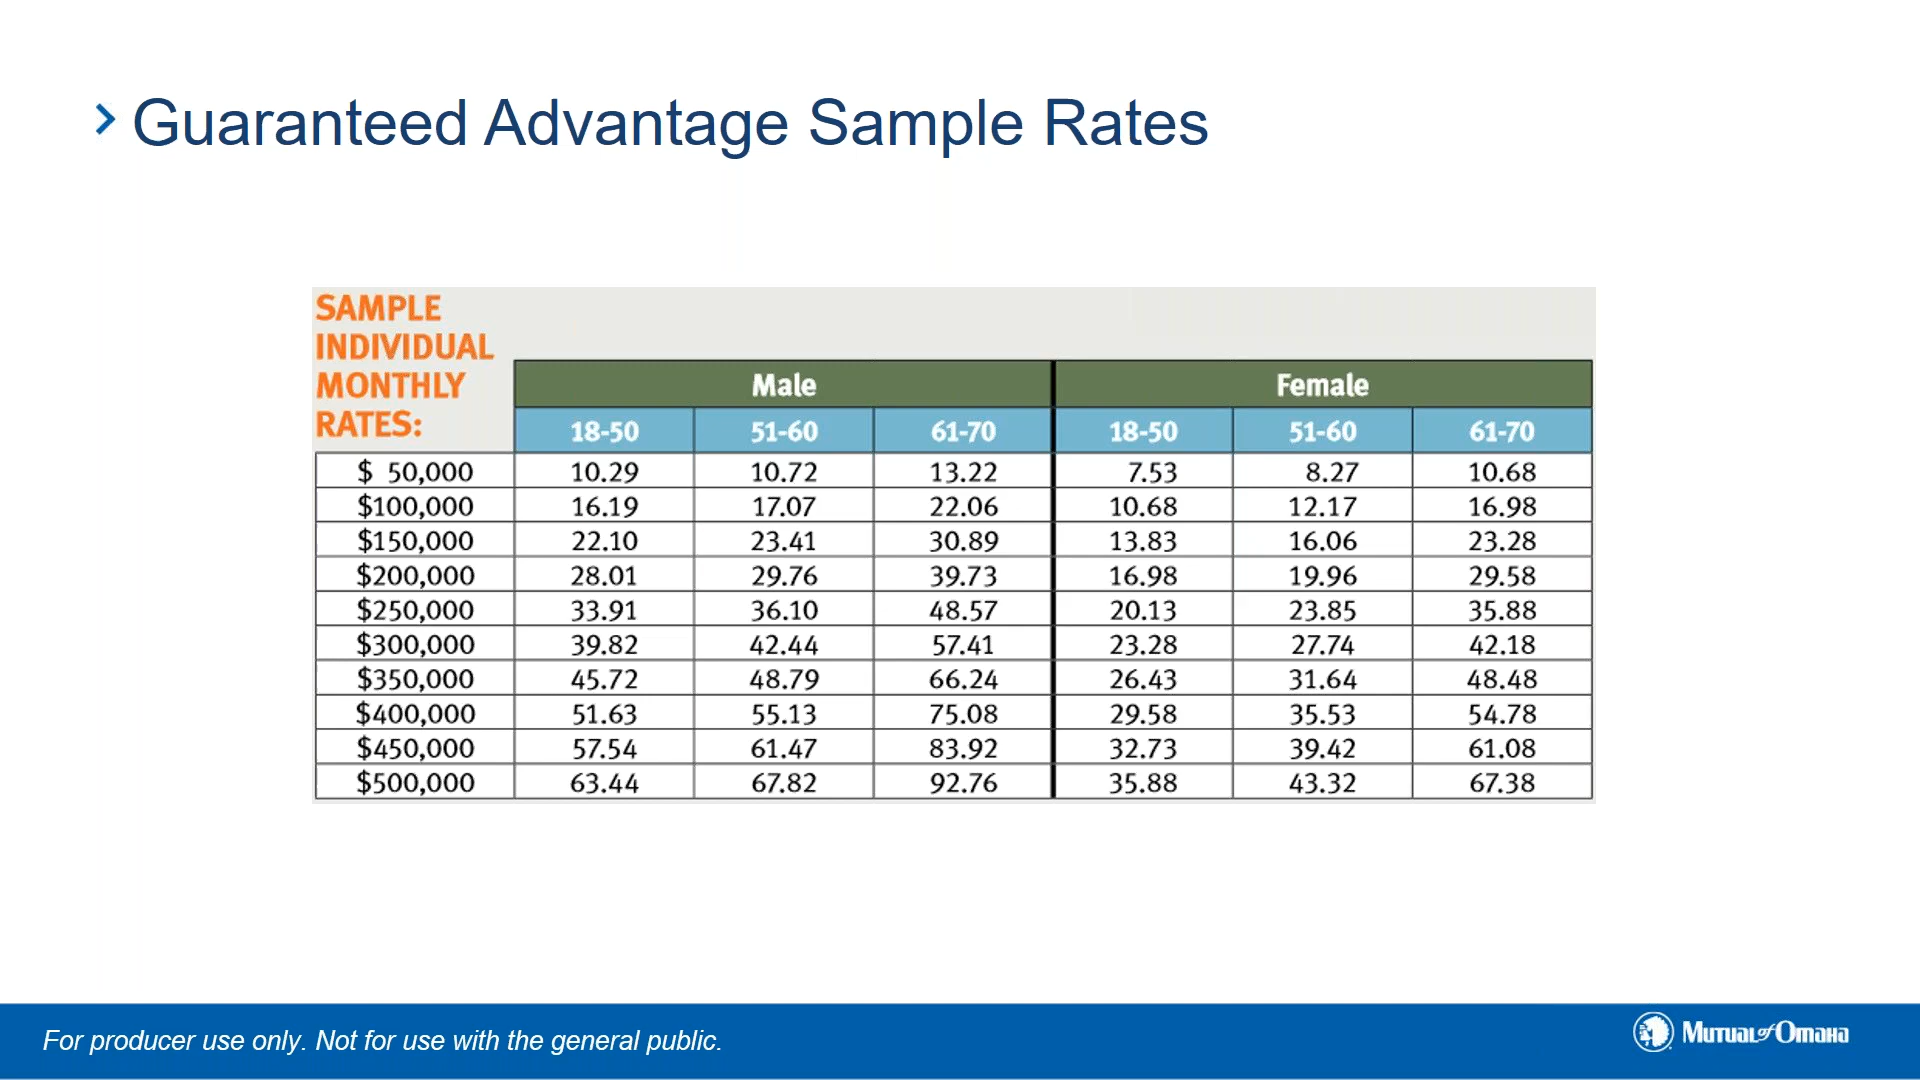 Guaranteed Advantage Sample Rates
SAMPLE
INDIVIDUAL
MONTHLY
RATES:
Male Female
18-50 51-60 61-70 18-50 51-60 61-70
$ 50,000 10.29 10.72 13.22 7.53 8.27 10.68
$100,000 16.19 17.07 22.06 10.68 12.17 16.98
$150,000 22.10 23.41 30.89 13.83 16.06 23.28
$200,000 28.01 29.76 39.73 16.98 19.96 29.58
$250,000 33.91 36.10 48.57 20.13 23.85 35.88
$300,000 39.82 42.44 57.41 23.28 27.74 42.18
$350,000 45.72 48.79 66.24 26.43 31.64 48.48
$400,000 51.63 55.13 75.08 29.58 35.53 54.78
$450,000 57.54 61.47 83.92 32.73 39.42 61.08
$500,000 63.44 67.82 92.76 35.88 43.32 67.38
For producer use only. Not for use with the general public.
Mutual of Omaha